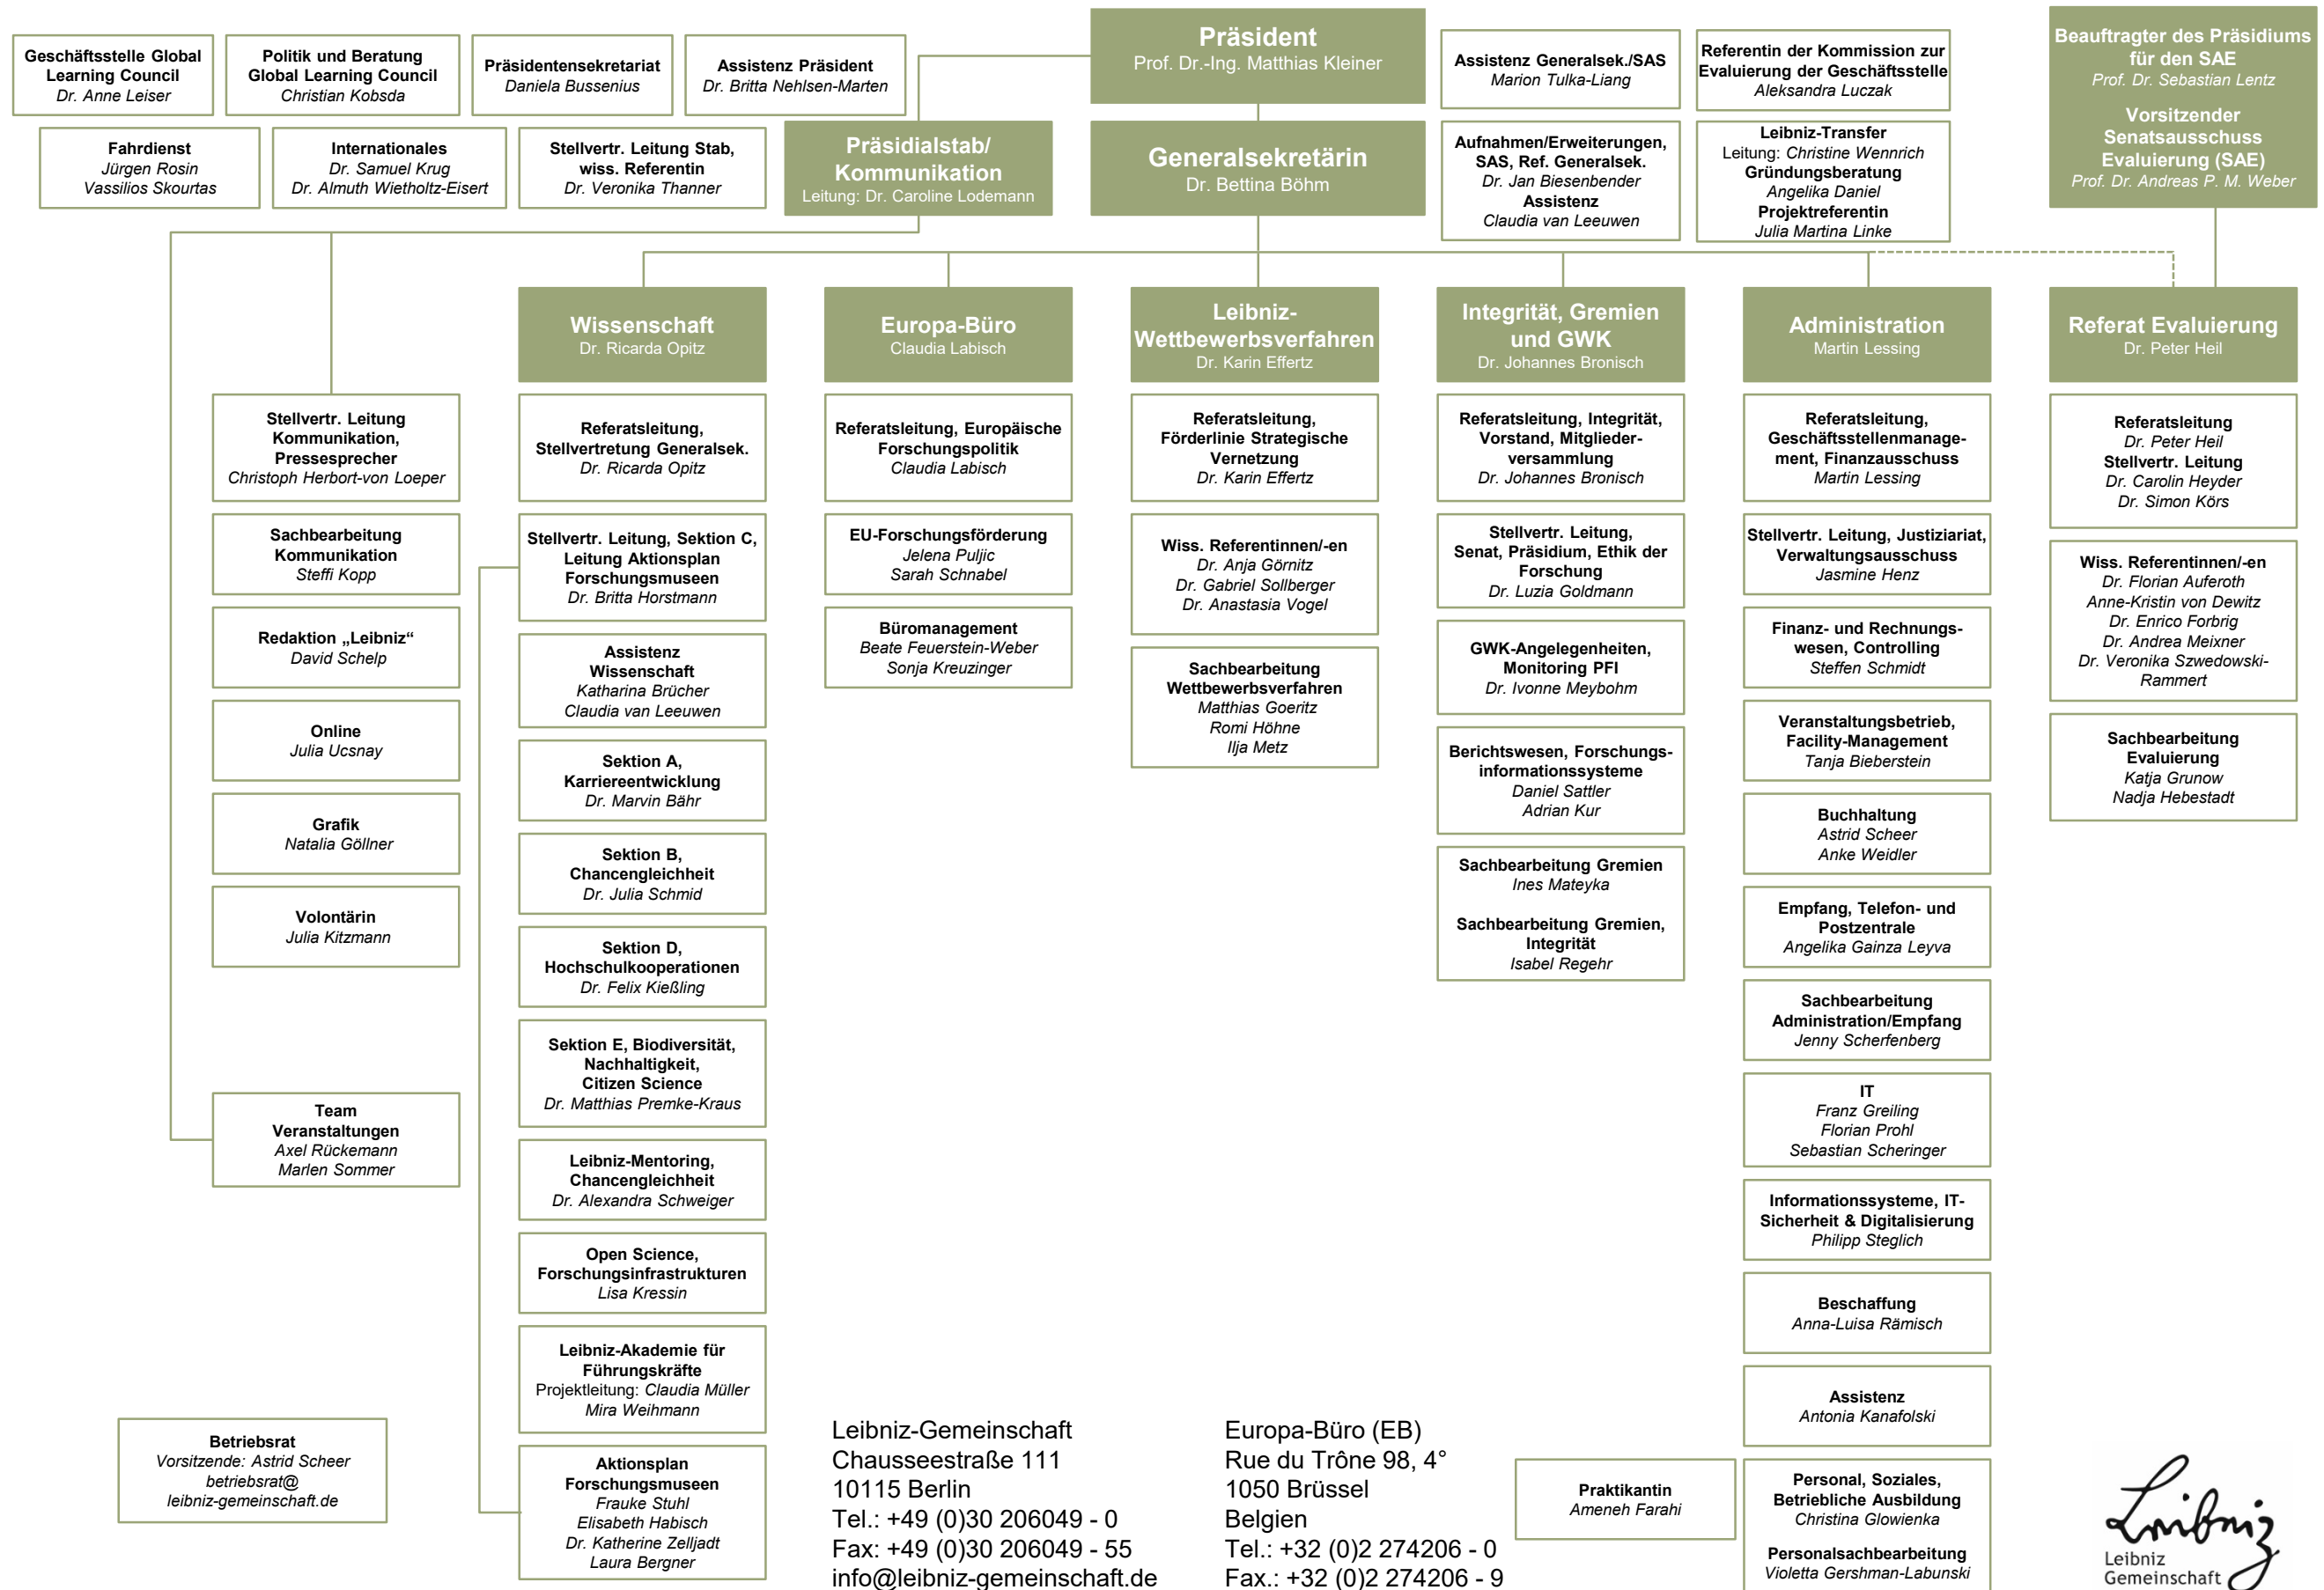 Geschäftsstelle Global
Learning Council
Dr. Anne Leiser
Politik und Beratung
Global Learning Council
Christian Kobsda
Präsidentensekretariat
Daniela Bussenius
Assistenz Präsident
Dr. Britta Nehlsen-Marten
Präsident
Prof. Dr.-Ing. Matthias Kleiner
Assistenz Generalsek./SAS
Marion Tulka-Liang
Referentin der Kommission zur
Evaluierung der Geschäftsstelle
Aleksandra Luczak
Beauftragter des Präsidiums
für den SAE
Prof. Dr. Sebastian Lentz
Vorsitzender
Senatsausschuss
Evaluierung (SAE)
Prof. Dr. Andreas P. M. Weber
Fahrdienst
Jürgen Rosin
Vassilios Skourtas
Internationales
Dr. Samuel Krug
Dr. Almuth Wietholtz-Eisert
Stellvertr. Leitung Stab,
wiss. Referentin
Dr. Veronika Thanner
Präsidialstab/
Kommunikation
Leitung: Dr. Caroline Lodemann
Generalsekretärin
Dr. Bettina Böhm
Aufnahmen/Erweiterungen,
SAS, Ref. Generalsek.
Dr. Jan Biesenbender
Assistenz
Claudia van Leeuwen
Leibniz-Transfer
Leitung: Christine Wennrich
Gründungsberatung
Angelika Daniel
Projektreferentin
Julia Martina Linke
Wissenschaft
Dr. Ricarda Opitz
Europa-Büro
Claudia Labisch
Leibniz-
Wettbewerbsverfahren
Dr. Karin Effertz
Integrität, Gremien
und GWK
Dr. Johannes Bronisch
Administration
Martin Lessing
Referat Evaluierung
Dr. Peter Heil
Stellvertr. Leitung
Kommunikation,
Pressesprecher
Christoph Herbort-von Loeper
Sachbearbeitung
Kommunikation
Steffi Kopp
Redaktion „Leibniz“
David Schelp
Online
Julia Ucsnay
Grafik
Natalia Göllner
Volontärin
Julia Kitzmann
Team
Veranstaltungen
Axel Rückemann
Marlen Sommer
Referatsleitung,
Stellvertretung Generalsek.
Dr. Ricarda Opitz
Stellvertr. Leitung, Sektion C,
Leitung Aktionsplan
Forschungsmuseen
Dr. Britta Horstmann
Assistenz
Wissenschaft
Katharina Brücher
Claudia van Leeuwen
Sektion A,
Karriereentwicklung
Dr. Marvin Bähr
Sektion B,
Chancengleichheit
Dr. Julia Schmid
Sektion D,
Hochschulkooperationen
Dr. Felix Kießling
Sektion E, Biodiversität,
Nachhaltigkeit,
Citizen Science
Dr. Matthias Premke-Kraus
Leibniz-Mentoring,
Chancengleichheit
Dr. Alexandra Schweiger
Open Science,
Forschungsinfrastrukturen
Lisa Kressin
Leibniz-Akademie für
Führungskräfte
Projektleitung: Claudia Müller
Mira Weihmann
Aktionsplan
Forschungsmuseen
Frauke Stuhl
Elisabeth Habisch
Dr. Katherine Zelljadt
Laura Bergner
Referatsleitung, Europäische
Forschungspolitik
Claudia Labisch
EU-Forschungsförderung
Jelena Puljic
Sarah Schnabel
Büromanagement
Beate Feuerstein-Weber
Sonja Kreuzinger
Referatsleitung,
Förderlinie Strategische
Vernetzung
Dr. Karin Effertz
Wiss. Referentinnen/-en
Dr. Anja Görnitz
Dr. Gabriel Sollberger
Dr. Anastasia Vogel
Sachbearbeitung
Wettbewerbsverfahren
Matthias Goeritz
Romi Höhne
Ilja Metz
Referatsleitung, Integrität,
Vorstand, Mitglieder-
versammlung
Dr. Johannes Bronisch
Stellvertr. Leitung,
Senat, Präsidium, Ethik der
Forschung
Dr. Luzia Goldmann
GWK-Angelegenheiten,
Monitoring PFI
Dr. Ivonne Meybohm
Berichtswesen, Forschungs-
informationssysteme
Daniel Sattler
Adrian Kur
Sachbearbeitung Gremien
Ines Mateyka
Sachbearbeitung Gremien,
Integrität
Isabel Regehr
Referatsleitung,
Geschäftsstellenmanage-
ment, Finanzausschuss
Martin Lessing
Stellvertr. Leitung, Justiziariat,
Verwaltungsausschuss
Jasmine Henz
Finanz- und Rechnungs-
wesen, Controlling
Steffen Schmidt
Veranstaltungsbetrieb,
Facility-Management
Tanja Bieberstein
Buchhaltung
Astrid Scheer
Anke Weidler
Empfang, Telefon- und
Postzentrale
Angelika Gainza Leyva
Sachbearbeitung
Administration/Empfang
Jenny Scherfenberg
IT
Franz Greiling
Florian Prohl
Sebastian Scheringer
Informationssysteme, IT-
Sicherheit & Digitalisierung
Philipp Steglich
Beschaffung
Anna-Luisa Rämisch
Assistenz
Antonia Kanafolski
Personal, Soziales,
Betriebliche Ausbildung
Christina Glowienka
Personalsachbearbeitung
Violetta Gershman-Labunski
Referatsleitung
Dr. Peter Heil
Stellvertr. Leitung
Dr. Carolin Heyder
Dr. Simon Körs
Wiss. Referentinnen/-en
Dr. Florian Auferoth
Anne-Kristin von Dewitz
Dr. Enrico Forbrig
Dr. Andrea Meixner
Dr. Veronika Szwedowski-
Rammert
Sachbearbeitung
Evaluierung
Katja Grunow
Nadja Hebestadt
Betriebsrat
Vorsitzende: Astrid Scheer
betriebsrat@
leibniz-gemeinschaft.de
Leibniz-Gemeinschaft
Chausseestraße 111
10115 Berlin
Tel.: +49 (0)30 206049 - 0
Fax: +49 (0)30 206049 - 55
info@leibniz-gemeinschaft.de
Europa-Büro (EB)
Rue du Trône 98, 4°
1050 Brüssel
Belgien
Tel.: +32 (0)2 274206 - 0
Fax.: +32 (0)2 274206 - 9
Praktikantin
Ameneh Farahi
Leibniz
Leibniz
Gemeinschaft